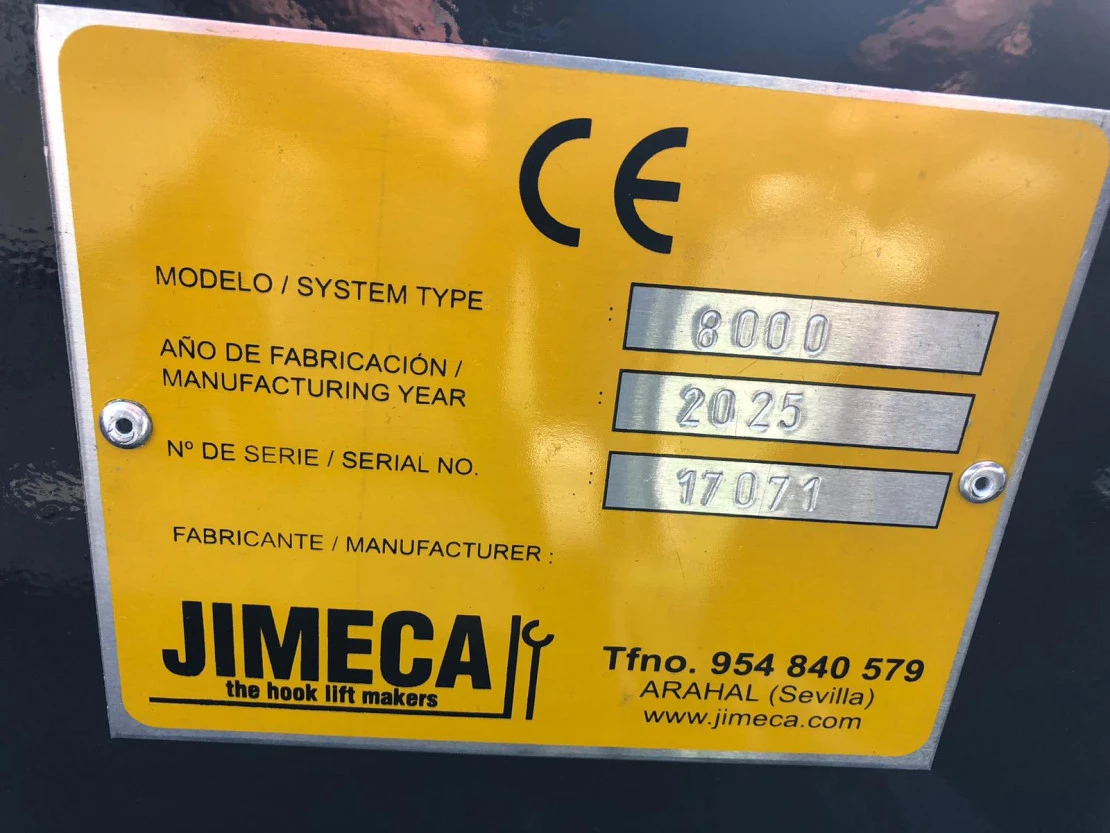 CE
MODELO / SYSTEM TYPE : 8000
AÑO DE FABRICACIÓN /
MANUFACTURING YEAR : 2025
Nº DE SERIE / SERIAL NO. : 17071
FABRICANTE / MANUFACTURER :
JIMECA
the hook lift makers
Tfno. 954 840 579
ARAHAL (Sevilla)
www.jimeca.com